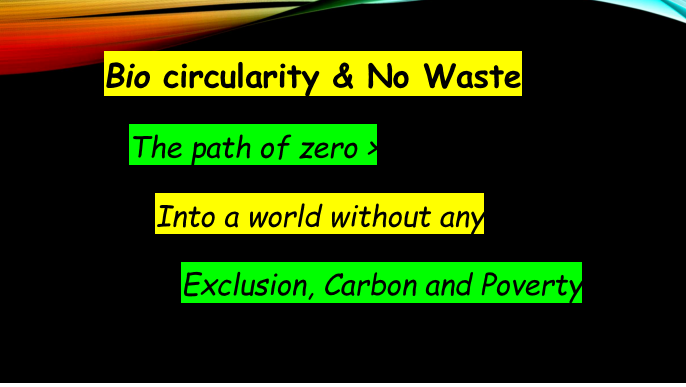 Bio circularity & No Waste
The path of zero ›
Into a world without any
Exclusion, Carbon and Poverty